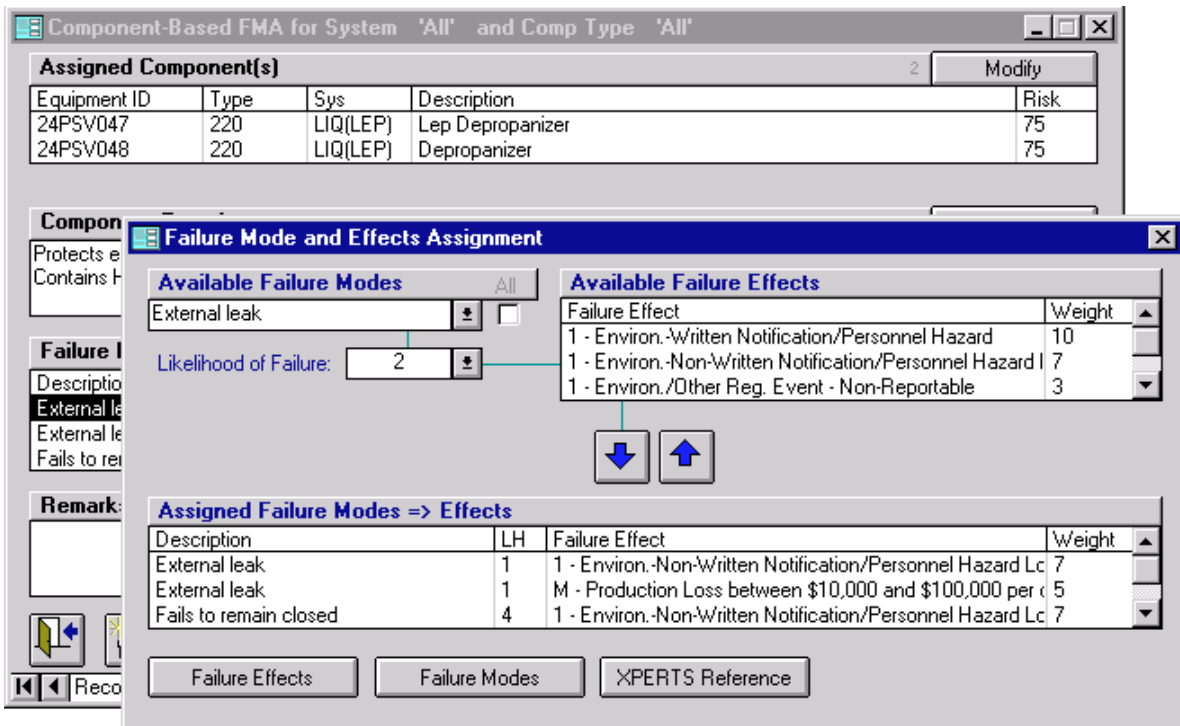 Component-Based FMA for System 'All' and Comp Type 'All'
Assigned Component(s) 2 Modify
Equipment ID Type Sys Description Risk
24PSV047 220 LIQ(LEP) Lep Depropanizer 75
24PSV048 220 LIQ(LEP) Depropanizer 75
Compon
Protects e
Contains H
Failure
Descriptio
External le
External le
Fails to rei
Remark:
Reco
Failure Mode and Effects Assignment
Available Failure Modes All
External leak
Likelihood of Failure: 2
Available Failure Effects
Failure Effect Weight
1 - Environ.-Written Notification/Personnel Hazard 10
1 - Environ.-Non-Written Notification/Personnel Hazard 7
1 - Environ./Other Reg. Event - Non-Reportable 3
Assigned Failure Modes => Effects
Description LH Failure Effect Weight
External leak 1 1 - Environ.-Non-Written Notification/Personnel Hazard Lo 7
External leak 1 M - Production Loss between $10,000 and $100,000 per 5
Fails to remain closed 4 1 - Environ.-Non-Written Notification/Personnel Hazard Lo 7
Failure Effects Failure Modes XPERTS Reference